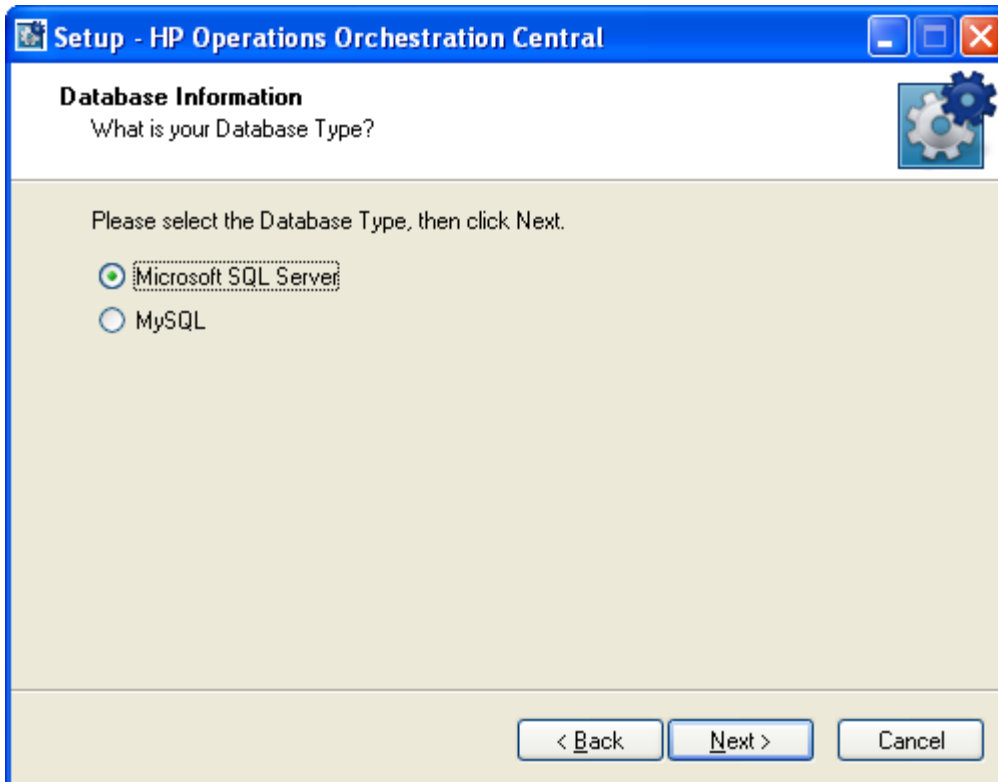 Setup - HP Operations Orchestration Central
Database Information
What is your Database Type?
Please select the Database Type, then click Next.
Microsoft SQL Server
MySQL
< Back
Next >
Cancel